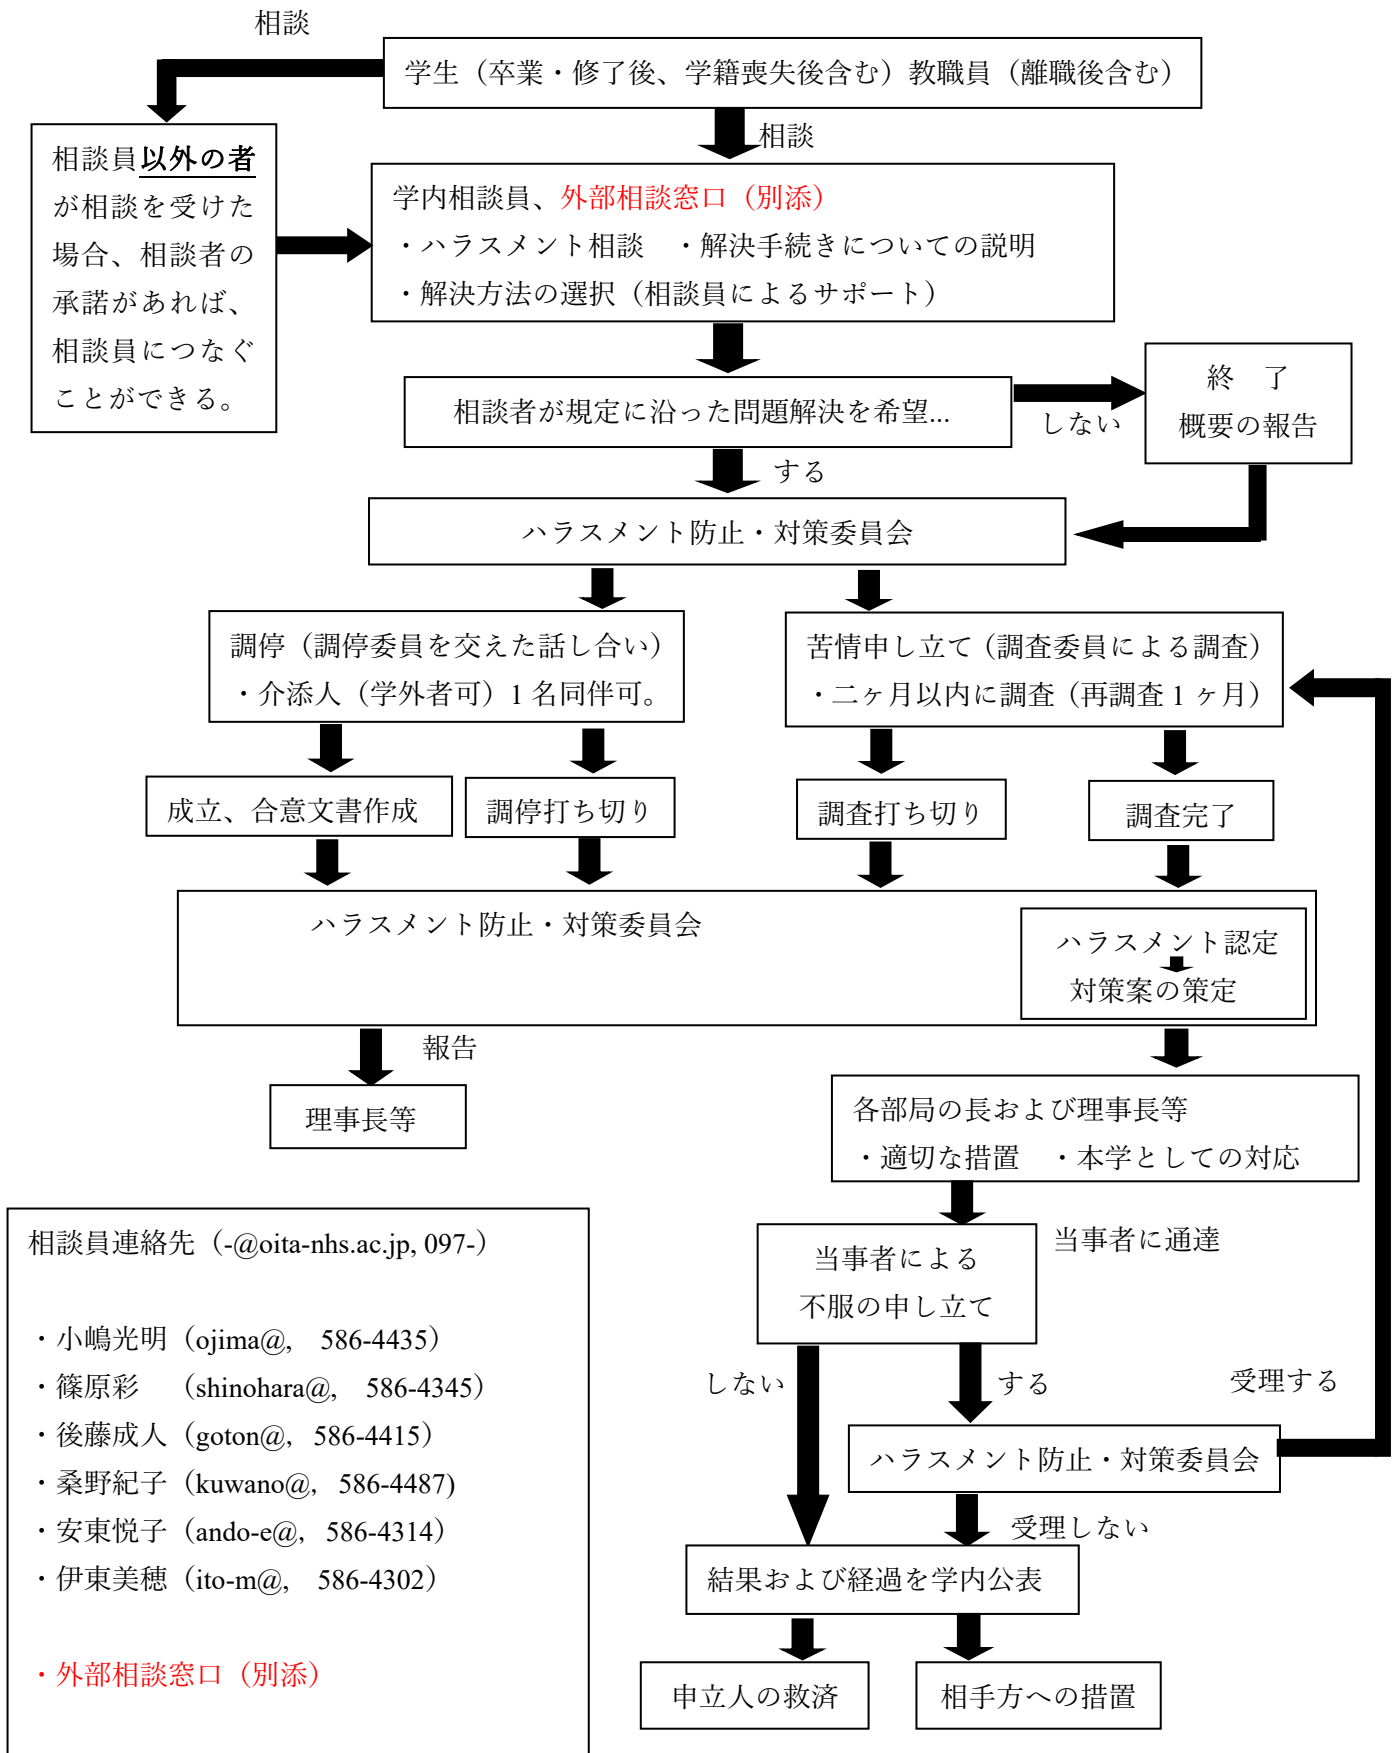 相談
学生（卒業・修了後、学籍喪失後含む）教職員（離職後含む）
相談
相談員以外の者
が相談を受けた
場合、相談者の
承諾があれば、
相談員につなぐ
ことができる。
学内相談員、外部相談窓口（別添）
・ハラスメント相談　・解決手続きについての説明
・解決方法の選択（相談員によるサポート）
相談者が規定に沿った問題解決を希望...
しない
終　了
概要の報告
する
ハラスメント防止・対策委員会
調停（調停委員を交えた話し合い）
・介添人（学外者可）1 名同伴可。
苦情申し立て（調査委員による調査）
・二ヶ月以内に調査（再調査 1 ヶ月）
成立、合意文書作成
調停打ち切り
調査打ち切り
調査完了
ハラスメント防止・対策委員会
ハラスメント認定
対策案の策定
報告
理事長等
各部局の長および理事長等
・適切な措置　・本学としての対応
当事者に通達
当事者による
不服の申し立て
しない
する
受理する
ハラスメント防止・対策委員会
受理しない
結果および経過を学内公表
申立人の救済
相手方への措置
相談員連絡先（-@oita-nhs.ac.jp, 097-）
・小嶋光明（ojima@,　586-4435）
・篠原彩　（shinohara@,　586-4345）
・後藤成人（goton@,　586-4415）
・桑野紀子（kuwano@,　586-4487)
・安東悦子（ando-e@,　586-4314）
・伊東美穂（ito-m@,　586-4302）
・外部相談窓口（別添）